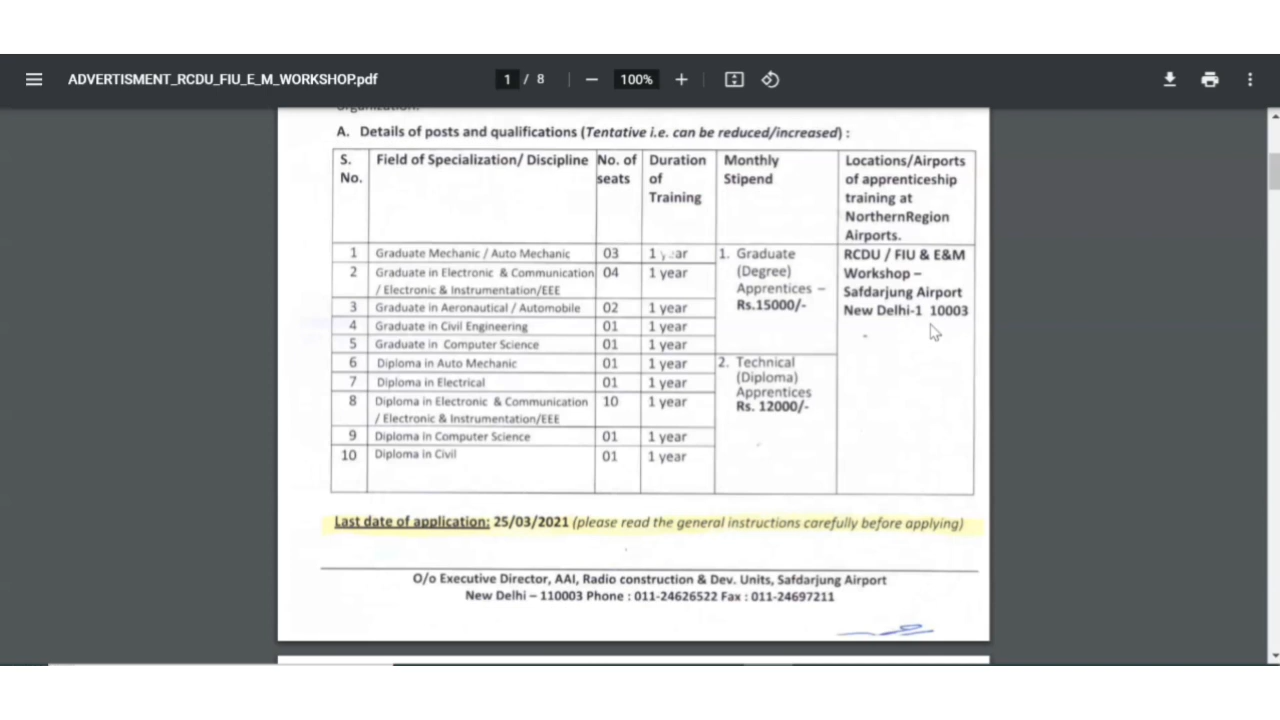 ADVERTISMENT_RCDU_FIU_E_M_WORKSHOP.pdf 1 / 8 100%
organization.
A. Details of posts and qualifications (Tentative i.e. can be reduced/increased) :
S. No. Field of Specialization/ Discipline No. of seats Duration of Training Monthly Stipend Locations/Airports of apprenticeship training at NorthernRegion Airports.
1 Graduate Mechanic / Auto Mechanic 03 1 year
2 Graduate in Electronic & Communication / Electronic & Instrumentation/EEE 04 1 year
3 Graduate in Aeronautical / Automobile 02 1 year
4 Graduate in Civil Engineering 01 1 year
5 Graduate in Computer Science 01 1 year
1. Graduate (Degree) Apprentices – Rs.15000/-
RCDU / FIU & E&M Workshop – Safdarjung Airport New Delhi-1 10003
6 Diploma in Auto Mechanic 01 1 year
7 Diploma in Electrical 01 1 year
8 Diploma in Electronic & Communication / Electronic & Instrumentation/EEE 10 1 year
9 Diploma in Computer Science 01 1 year
10 Diploma in Civil 01 1 year
2. Technical (Diploma) Apprentices Rs. 12000/-
Last date of application: 25/03/2021 (please read the general instructions carefully before applying)
O/o Executive Director, AAI, Radio construction & Dev. Units, Safdarjung Airport
New Delhi – 110003 Phone : 011-24626522 Fax : 011-24697211